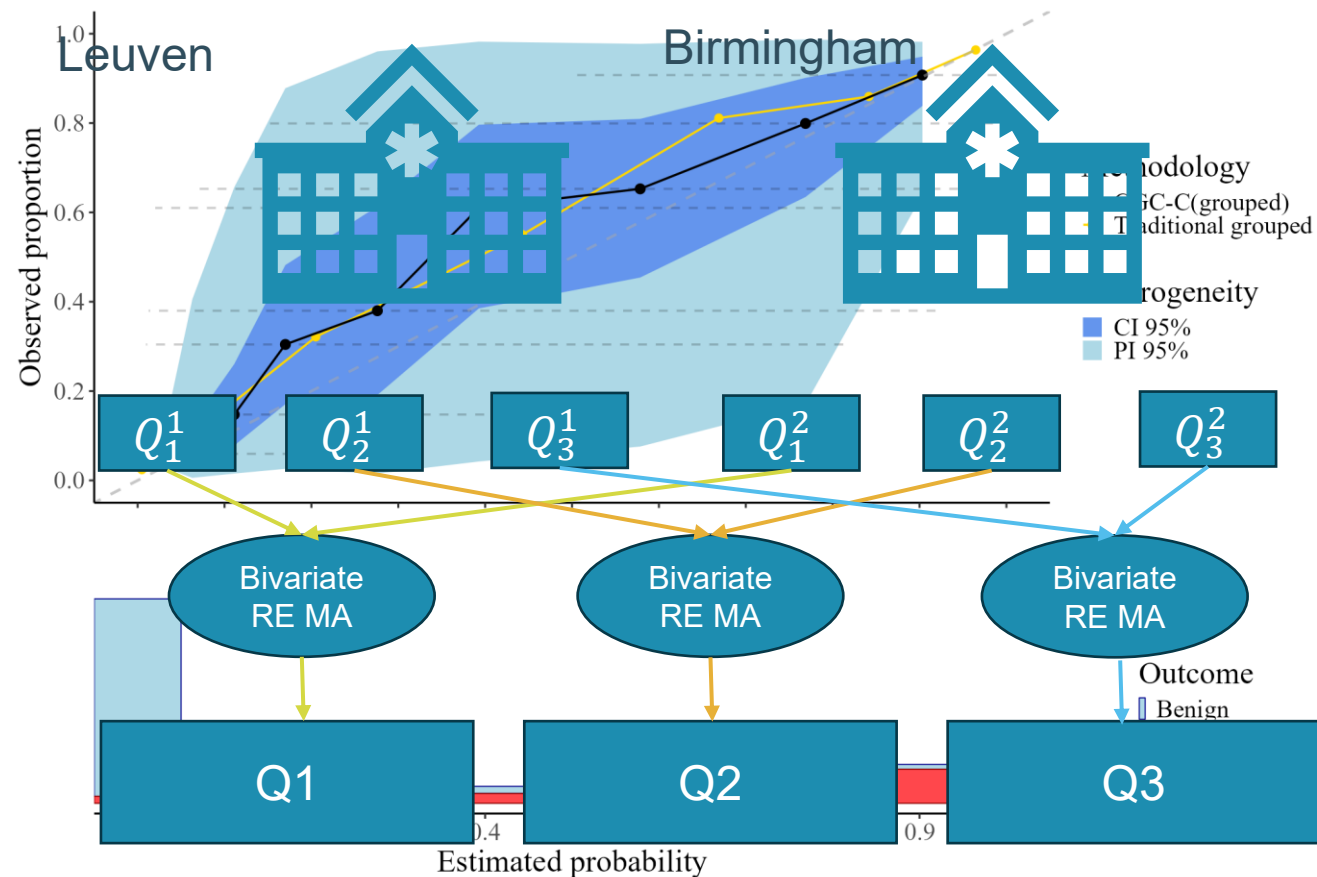 Leuven
Birmingham
1.0
0.8
0.6
0.4
0.2
0.0
Observed proportion
GC-C(grouped)
Traditional grouped
CI 95%
PI 95%
Q₁¹
Q₂¹
Q₃¹
Q₁²
Q₂²
Q₃²
Bivariate
RE MA
Bivariate
RE MA
Bivariate
RE MA
Outcome
Benign
Q1
Q2
Q3
0.4
0.9
Estimated probability